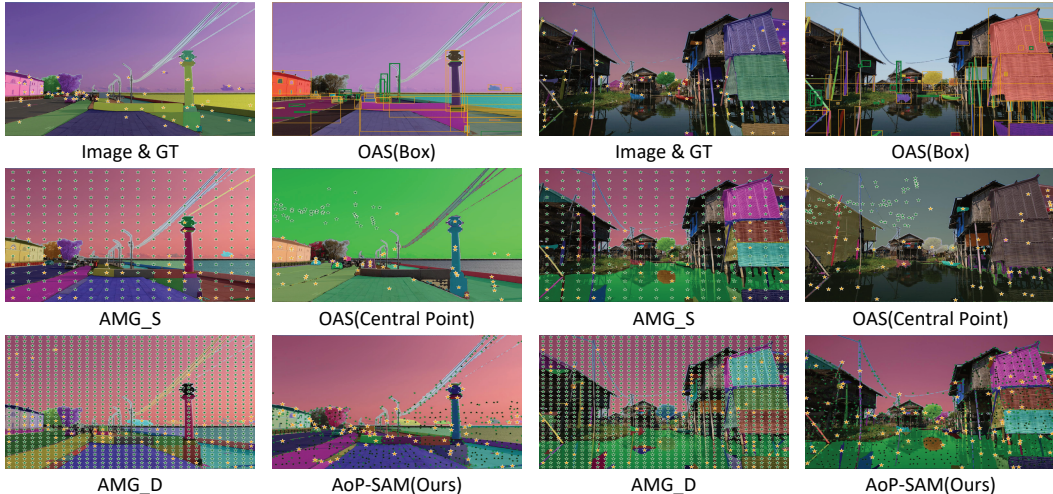 Image & GT
OAS(Box)
Image & GT
OAS(Box)
AMG_S
OAS(Central Point)
AMG_S
OAS(Central Point)
AMG_D
AoP-SAM(Ours)
AMG_D
AoP-SAM(Ours)